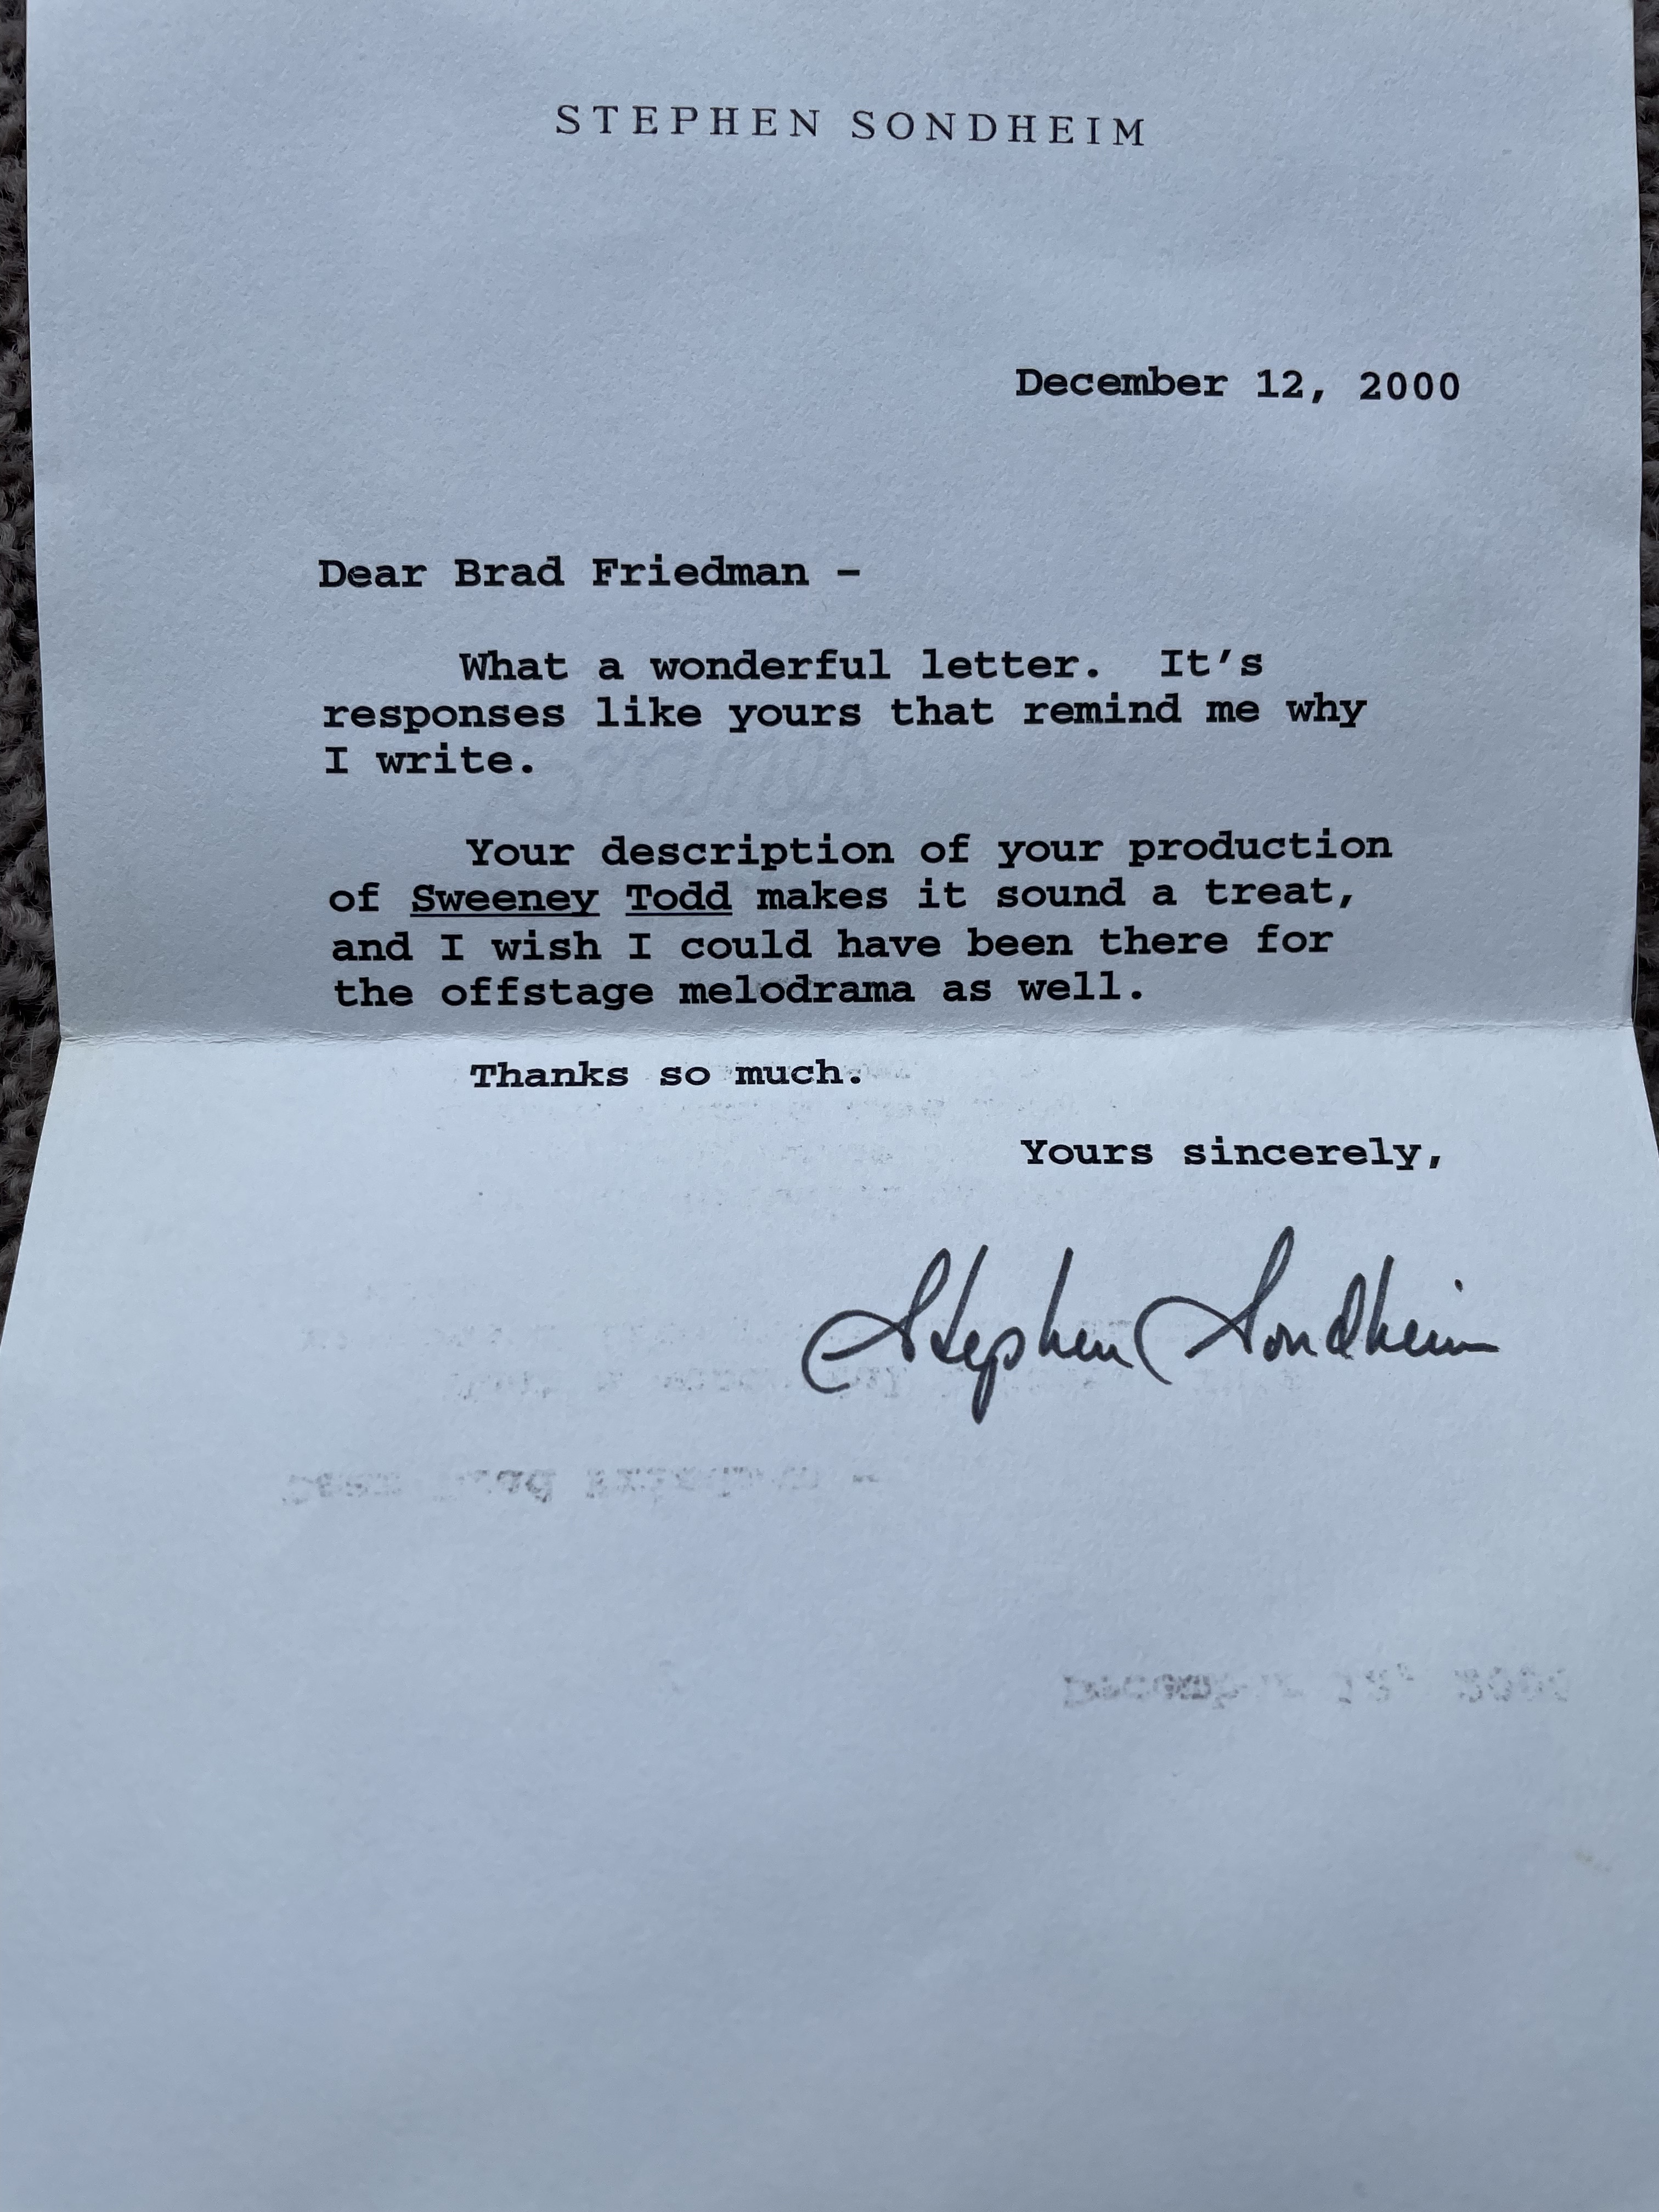 STEPHEN SONDHEIM
December 12, 2000
Dear Brad Friedman -
What a wonderful letter.  It's
responses like yours that remind me why
I write.
Your description of your production
of Sweeney Todd makes it sound a treat,
and I wish I could have been there for
the offstage melodrama as well.
Thanks so much.
Yours sincerely,
Stephen Sondheim